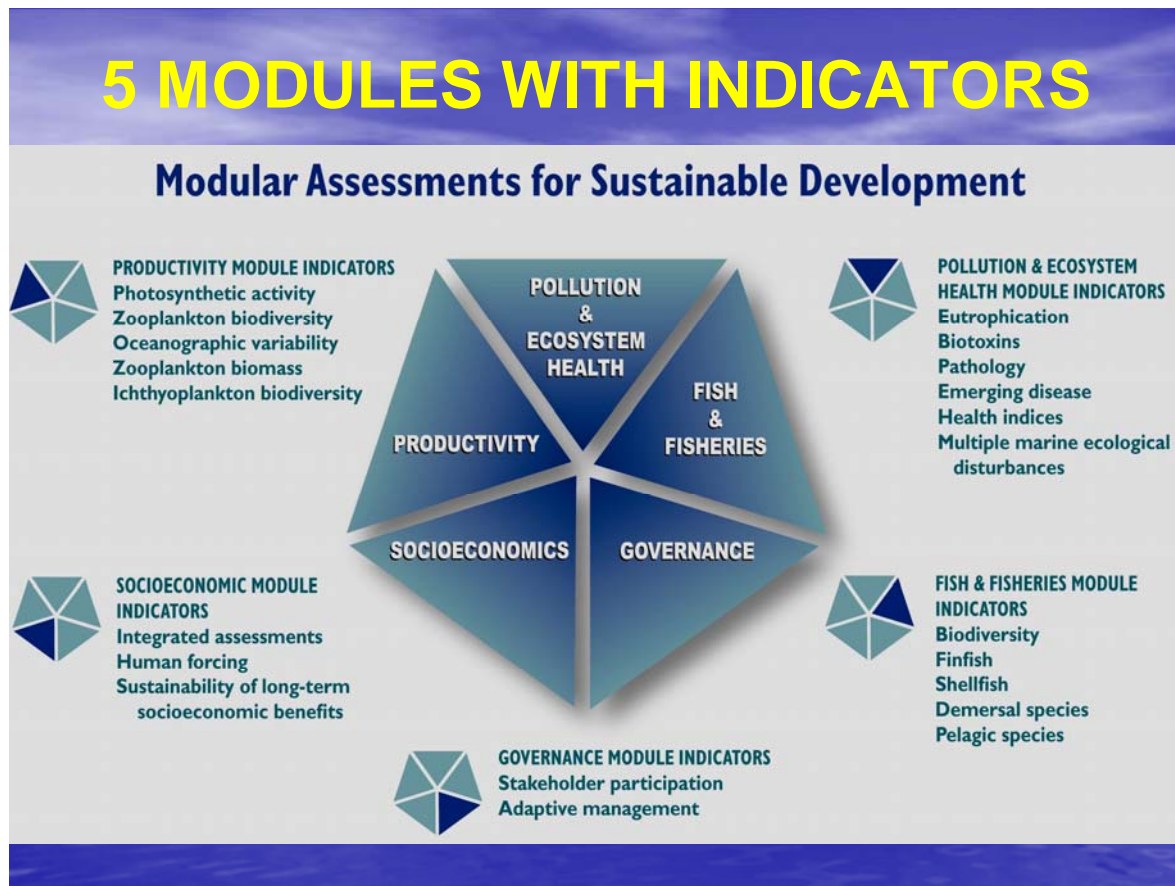 5 MODULES WITH INDICATORS
Modular Assessments for Sustainable Development
PRODUCTIVITY MODULE INDICATORS
Photosynthetic activity
Zooplankton biodiversity
Oceanographic variability
Zooplankton biomass
Ichthyoplankton biodiversity
POLLUTION
&
ECOSYSTEM
HEALTH
FISH
&
FISHERIES
PRODUCTIVITY
SOCIOECONOMICS
GOVERNANCE
POLLUTION & ECOSYSTEM
HEALTH MODULE INDICATORS
Eutrophication
Biotoxins
Pathology
Emerging disease
Health indices
Multiple marine ecological
disturbances
SOCIOECONOMIC MODULE
INDICATORS
Integrated assessments
Human forcing
Sustainability of long-term
socioeconomic benefits
FISH & FISHERIES MODULE
INDICATORS
Biodiversity
Finfish
Shellfish
Demersal species
Pelagic species
GOVERNANCE MODULE INDICATORS
Stakeholder participation
Adaptive management